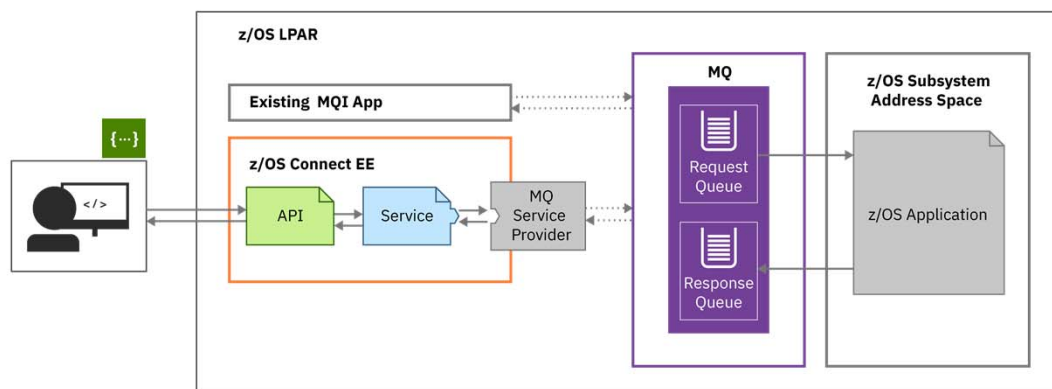 z/OS LPAR
Existing MQI App
MQ
z/OS Subsystem
Address Space
{...}
</>
z/OS Connect EE
API
Service
MQ
Service
Provider
Request
Queue
Response
Queue
z/OS Application